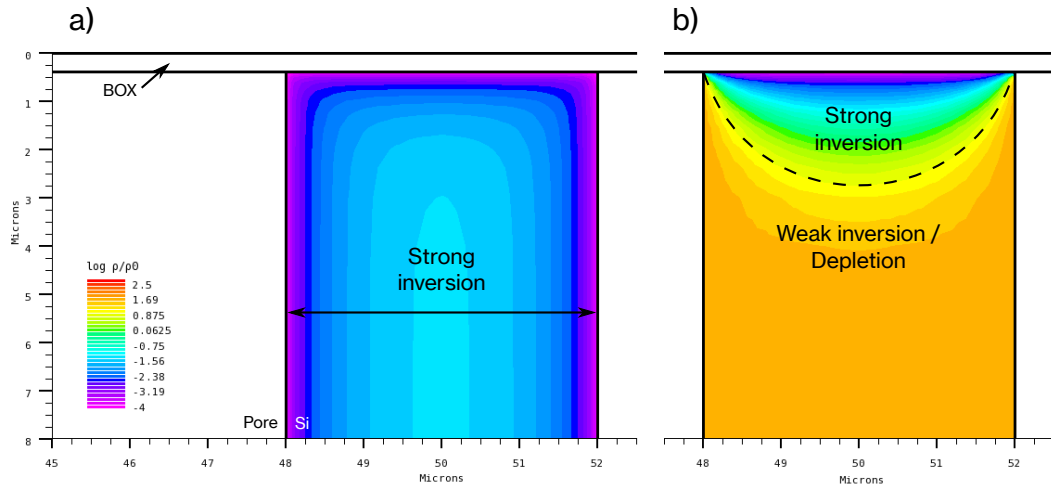 a)
b)
0
1
2
3
4
5
6
7
8
Microns
BOX
Strong
inversion
log ρ/ρ0
2.5
1.69
0.875
0.0625
-0.75
-1.56
-2.38
-3.19
-4
Pore
Si
45
46
47
48
49
50
51
52
Microns
Strong
inversion
Weak inversion /
Depletion
48
49
50
51
52
Microns